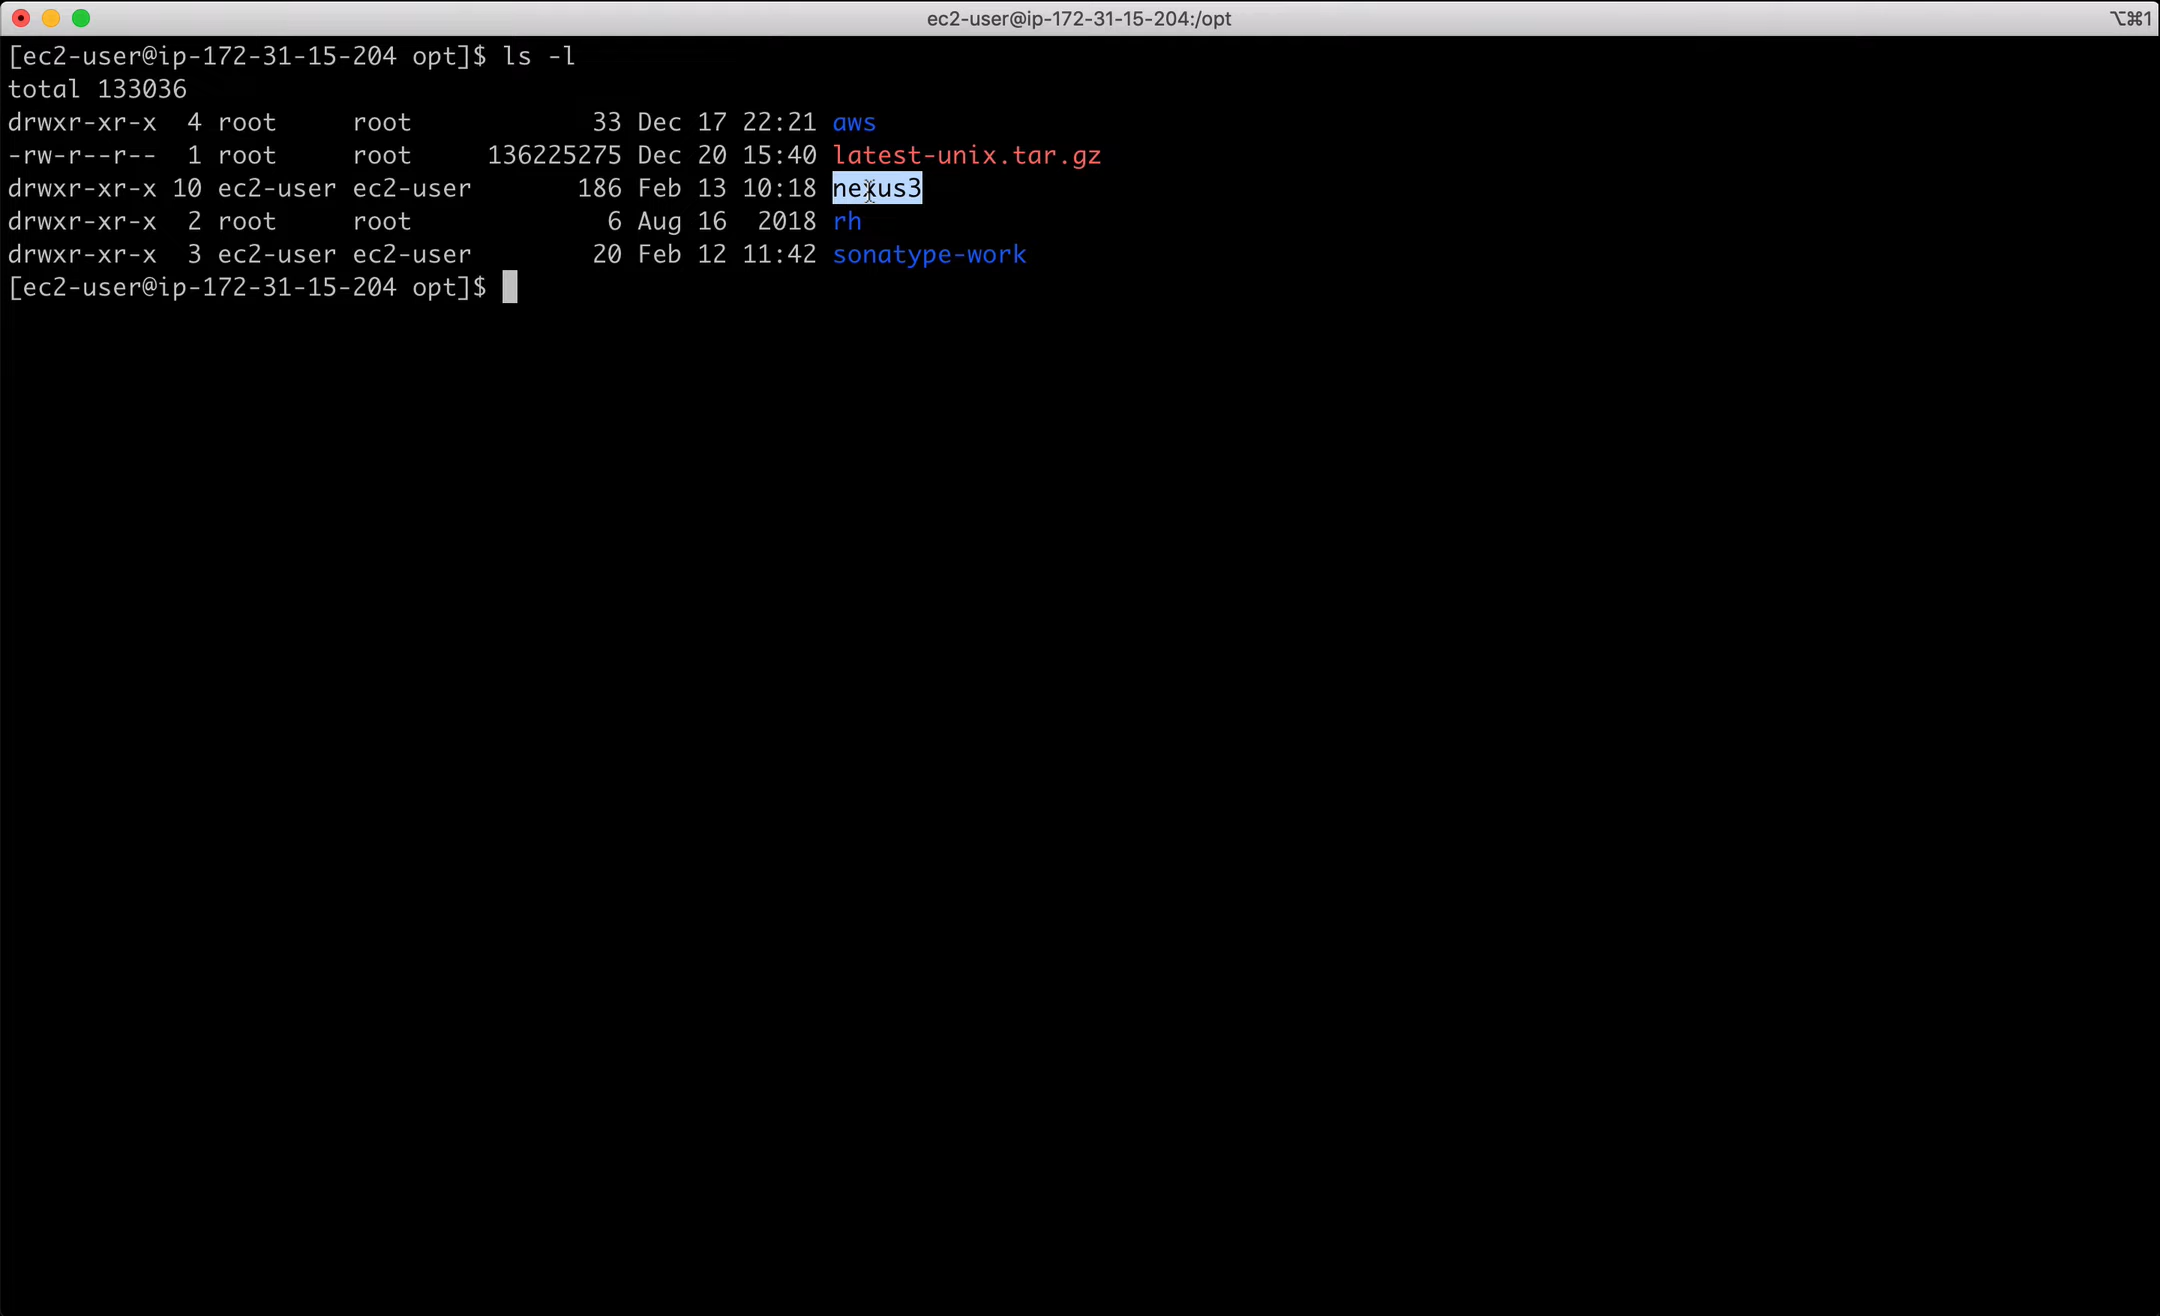 ec2-user@ip-172-31-15-204:/opt
⌥⌘1
[ec2-user@ip-172-31-15-204 opt]$ ls -l
total 133036
drwxr-xr-x  4 root     root            33 Dec 17 22:21 aws
-rw-r--r--  1 root     root     136225275 Dec 20 15:40 latest-unix.tar.gz
drwxr-xr-x 10 ec2-user ec2-user       186 Feb 13 10:18 nexus3
drwxr-xr-x  2 root     root             6 Aug 16  2018 rh
drwxr-xr-x  3 ec2-user ec2-user        20 Feb 12 11:42 sonatype-work
[ec2-user@ip-172-31-15-204 opt]$